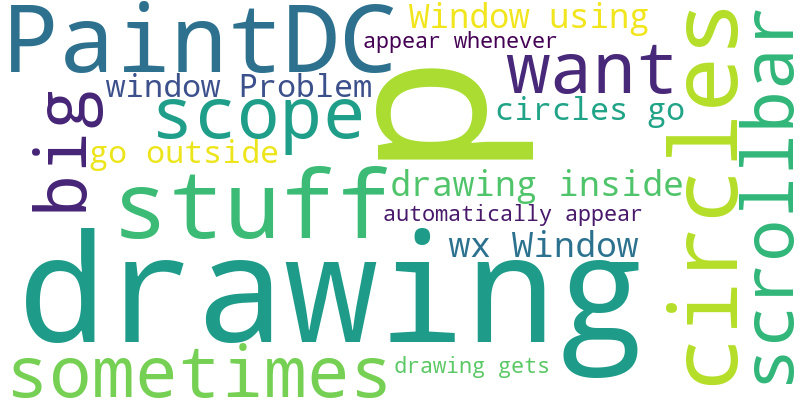 PaintDC
Window using
appear whenever
want
circles
scrollbar
window Problem
big
scope
p
circles go
go outside
stuff
drawing inside
automatically appear
wx Window
drawing
sometimes
drawing gets